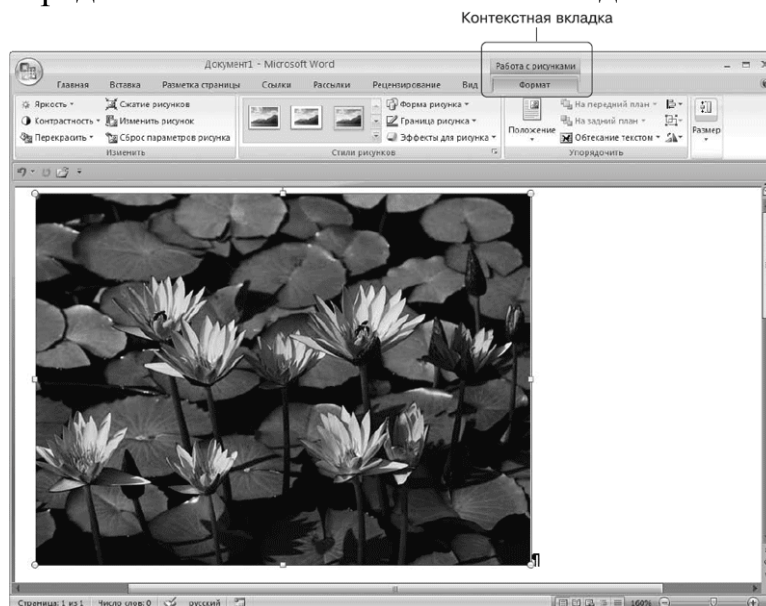 Контекстная вкладка
Документ1 - Microsoft Word
Работа с рисунками
Главная Вставка Разметка страницы Ссылки Рассылки Рецензирование Вид Формат
Яркость Сжатие рисунков Форма рисунка На передний план
Контрастность Изменить рисунок Граница рисунка Положение На задний план Размер
Перекрасить Сброс параметров рисунка Эффекты для рисунка Обтекание текстом
Изменить Стили рисунков Упорядочить
¶
Страница: 1 из 1 Число слов: 0 русский 160%